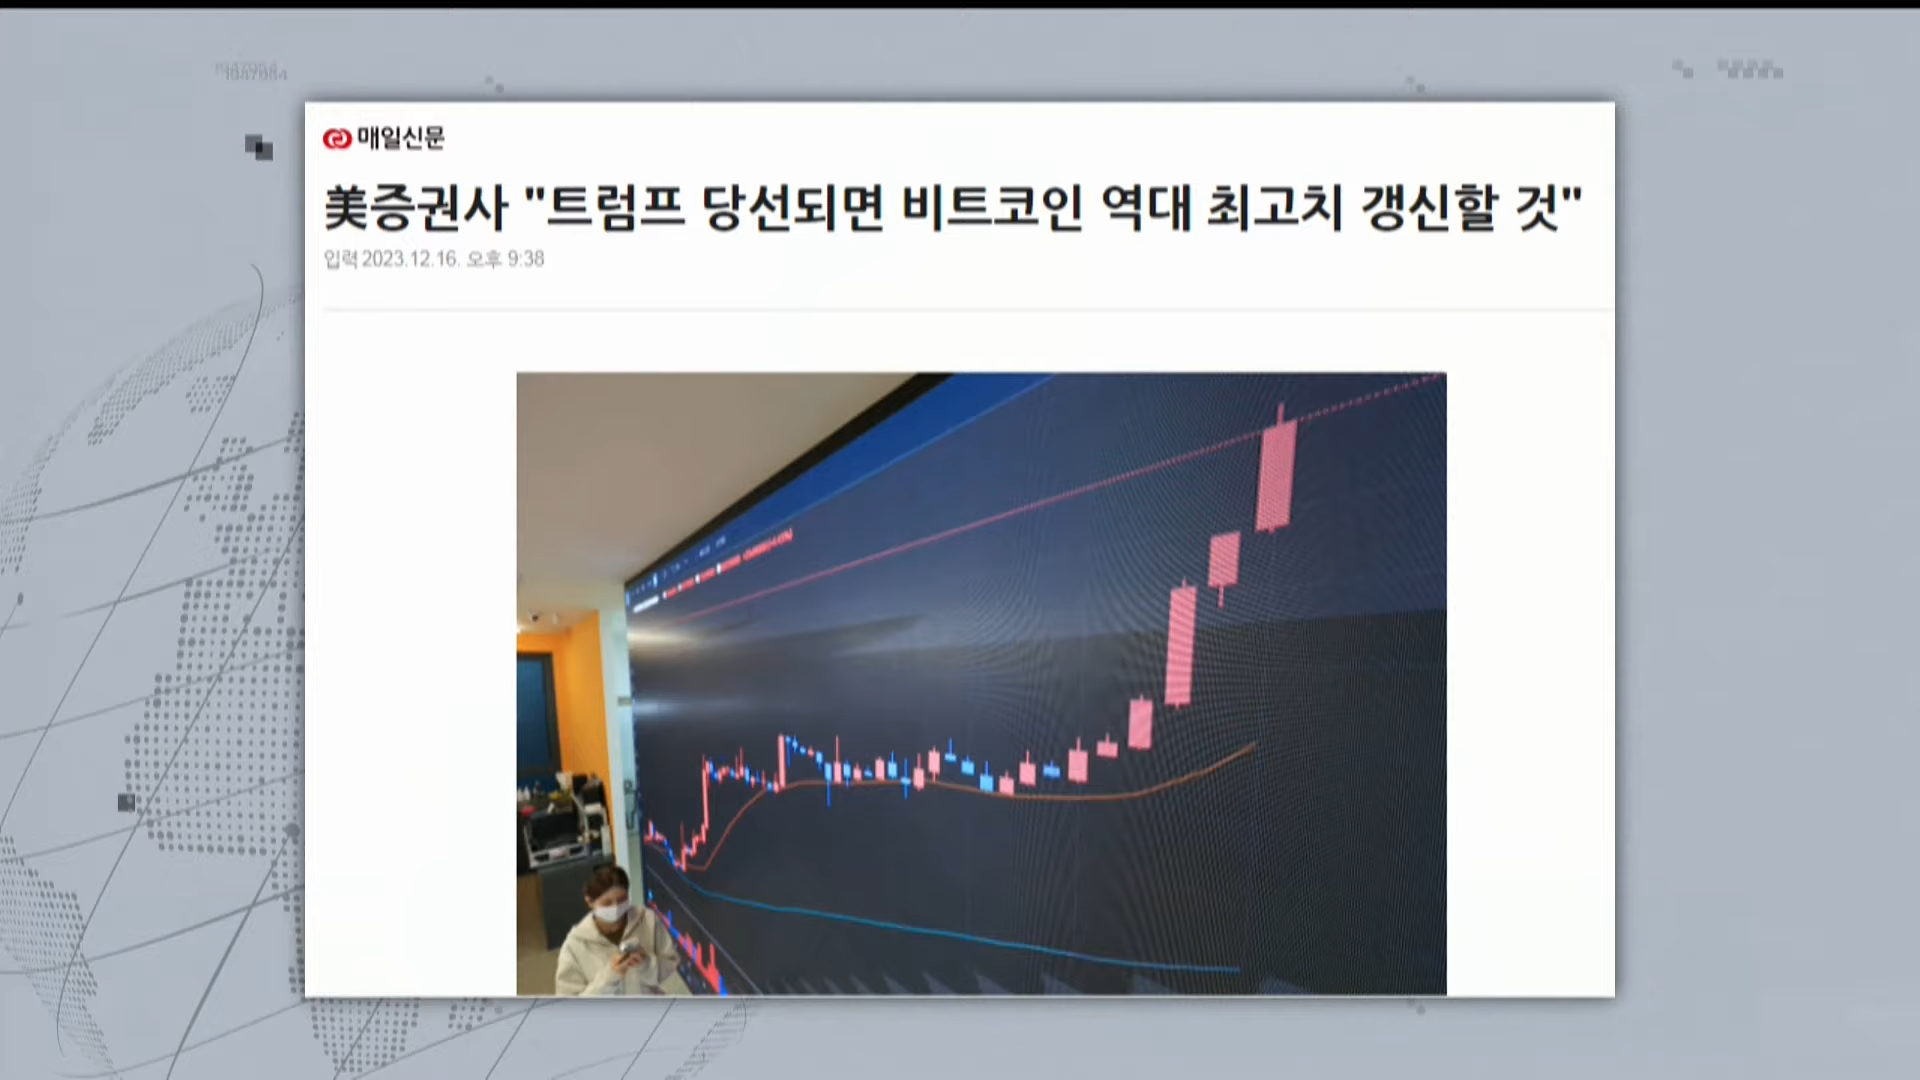 매일신문
美증권사 "트럼프 당선되면 비트코인 역대 최고치 갱신할 것"
입력 2023.12.16. 오후 9:38